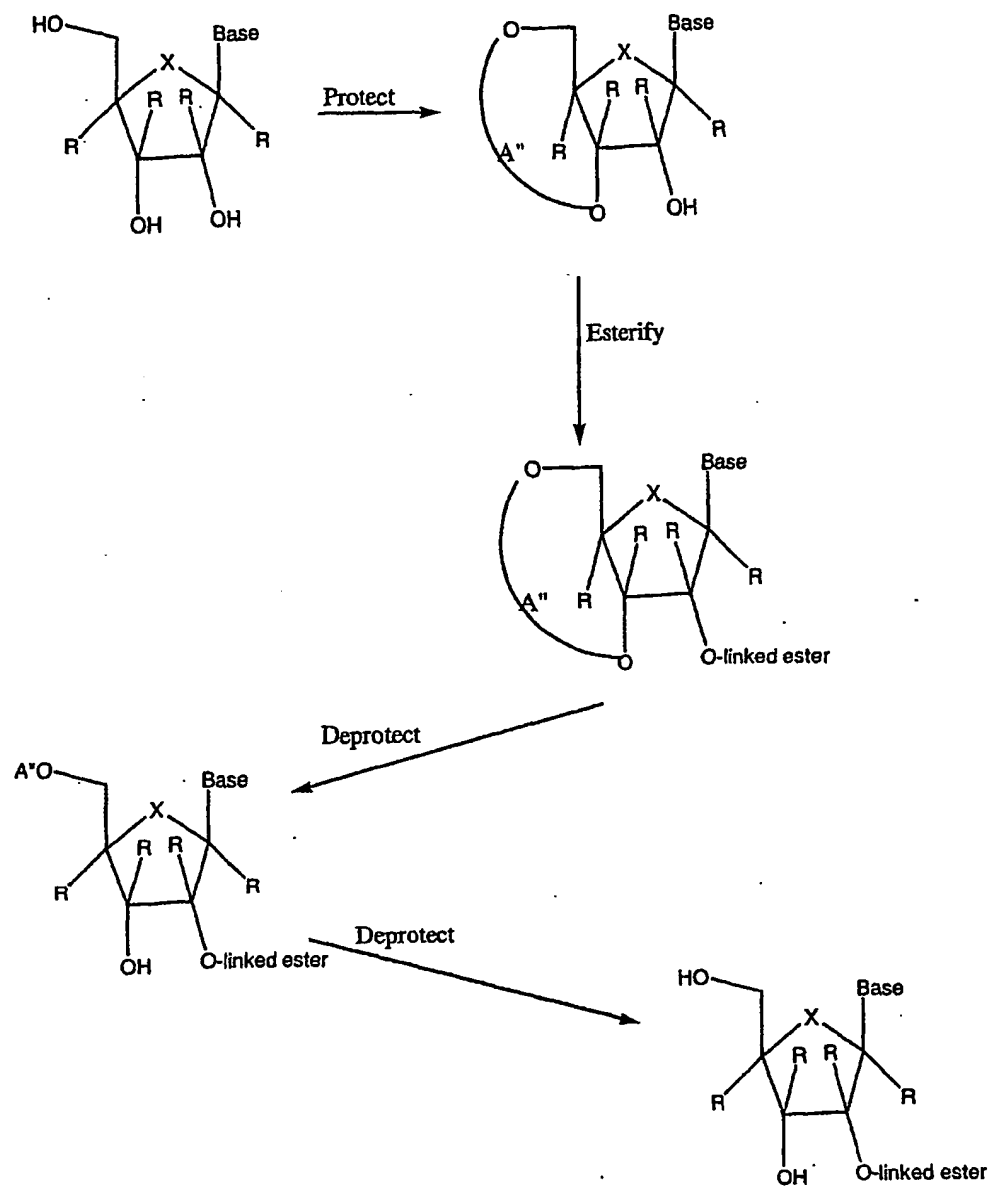 HO Base HO Base
X O X
R R Protect R R
R R A" R R
OH OH O OH
Esterify
O Base
X
R R
A" R R
O O-linked ester
Deprotect
A"O Base
X
R R
R R
OH O-linked ester
Deprotect
HO Base
X
R R
R R
OH O-linked ester